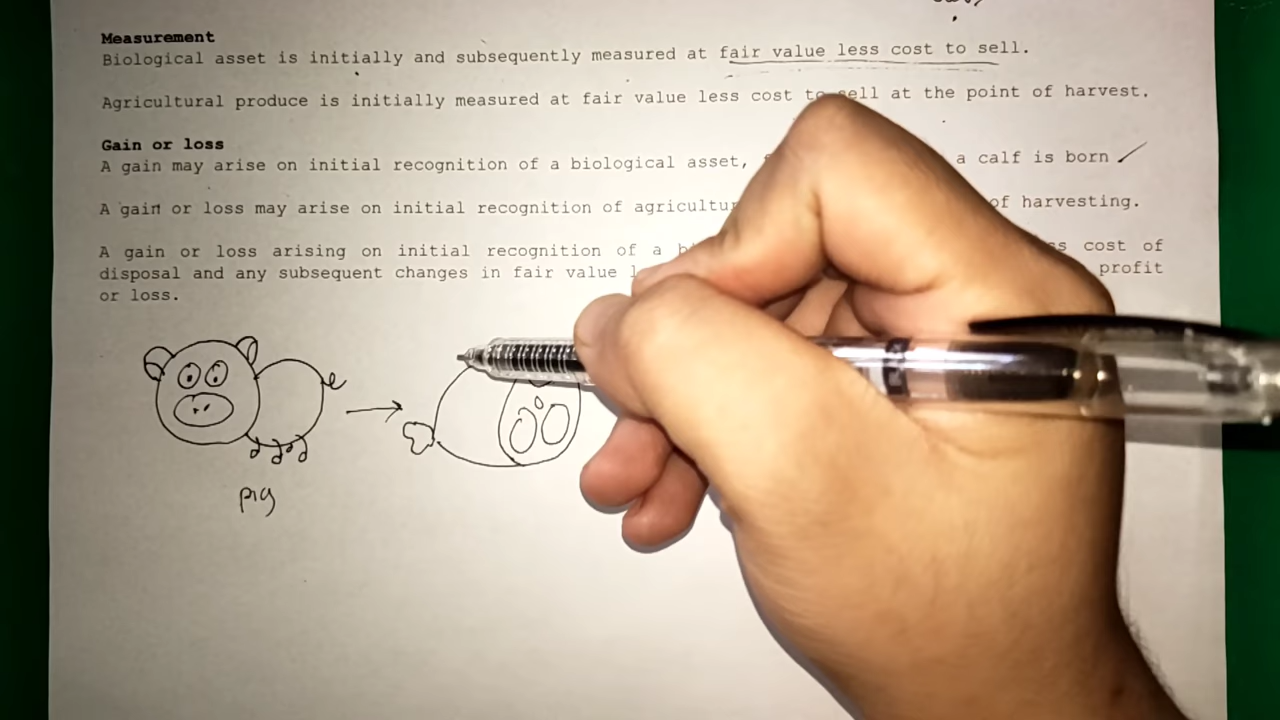 Measurement
Biological asset is initially and subsequently measured at fair value less cost to sell.
Agricultural produce is initially measured at fair value less cost to sell at the point of harvest.
Gain or loss
A gain may arise on initial recognition of a biological asset, a calf is born
A gain or loss may arise on initial recognition of of harvesting.
A gain or loss arising on initial recognition of a cost of
disposal and any subsequent changes in fair value profit
or loss.
pig